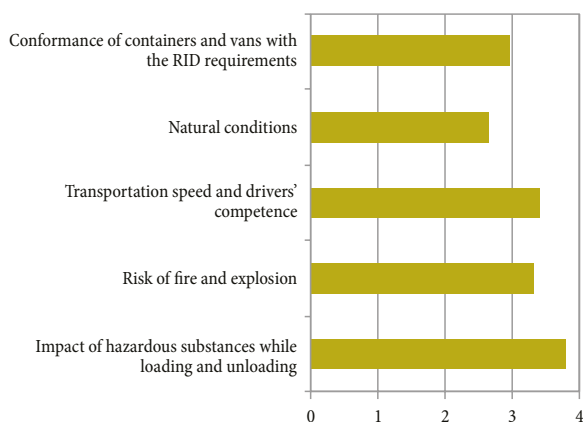 Conformance of containers and vans with
the RID requirements
Natural conditions
Transportation speed and drivers’
competence
Risk of fire and explosion
Impact of hazardous substances while
loading and unloading
0 1 2 3 4